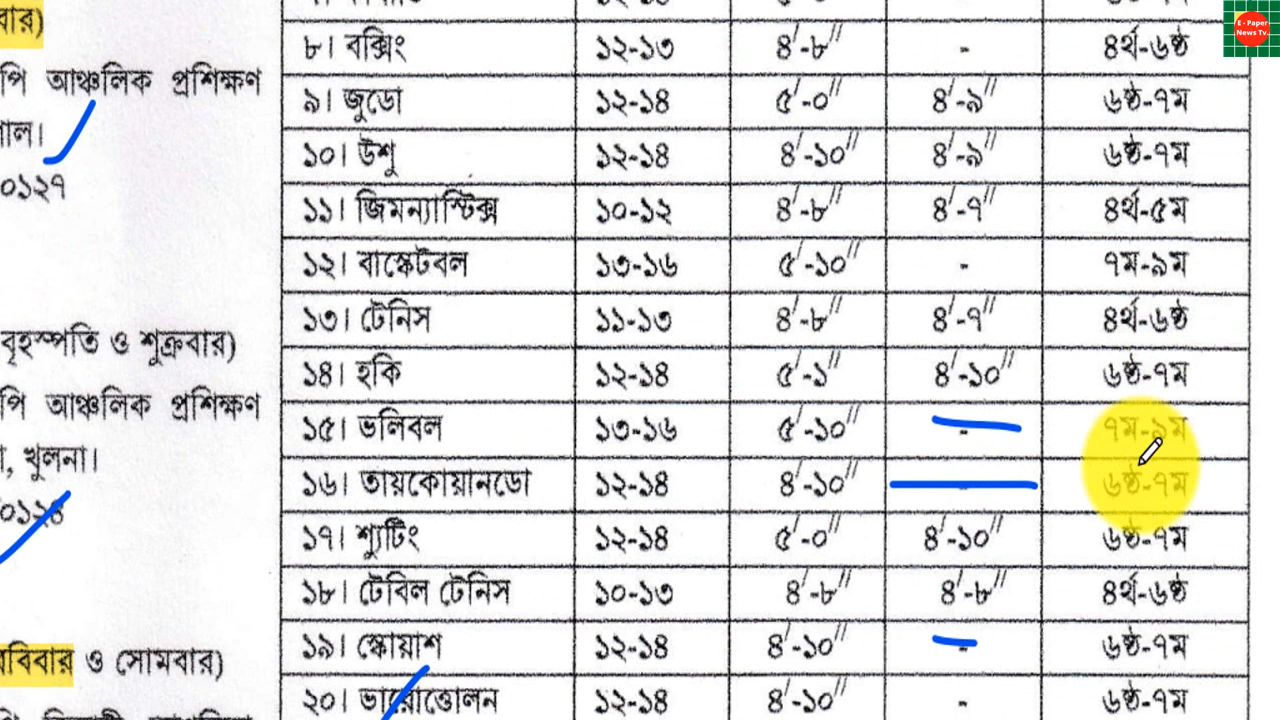 বার)
পি আঞ্চলিক প্রশিক্ষণ
াল।
০১২৭
বৃহস্পতি ও শুক্রবার)
পি আঞ্চলিক প্রশিক্ষণ
, খুলনা।
০১২৪
রবিবার ও সোমবার)
৮। বক্সিং ১২-১৩ ৪'-৮" - ৪র্থ-৬ষ্ঠ
৯। জুডো ১২-১৪ ৫'-০" ৪'-৯" ৬ষ্ঠ-৭ম
১০। উশু ১২-১৪ ৪'-১০" ৪'-৯" ৬ষ্ঠ-৭ম
১১। জিমন্যাস্টিক্স ১০-১২ ৪'-৮" ৪'-৭" ৪র্থ-৫ম
১২। বাস্কেটবল ১৩-১৬ ৫'-১০" - ৭ম-৯ম
১৩। টেনিস ১১-১৩ ৪'-৮" ৪'-৭" ৪র্থ-৬ষ্ঠ
১৪। হকি ১২-১৪ ৫'-১" ৪'-১০" ৬ষ্ঠ-৭ম
১৫। ভলিবল ১৩-১৬ ৫'-১০" - ৭ম-৯ম
১৬। তায়কোয়ানডো ১২-১৪ ৪'-১০" - ৬ষ্ঠ-৭ম
১৭। শ্যুটিং ১২-১৪ ৫'-০" ৪'-১০" ৬ষ্ঠ-৭ম
১৮। টেবিল টেনিস ১০-১৩ ৪'-৮" ৪'-৮" ৪র্থ-৬ষ্ঠ
১৯। স্কোয়াশ ১২-১৪ ৪'-১০" - ৬ষ্ঠ-৭ম
২০। ভারোত্তোলন ১২-১৪ ৪'-১০" - ৬ষ্ঠ-৭ম
E - Paper
News Tv.